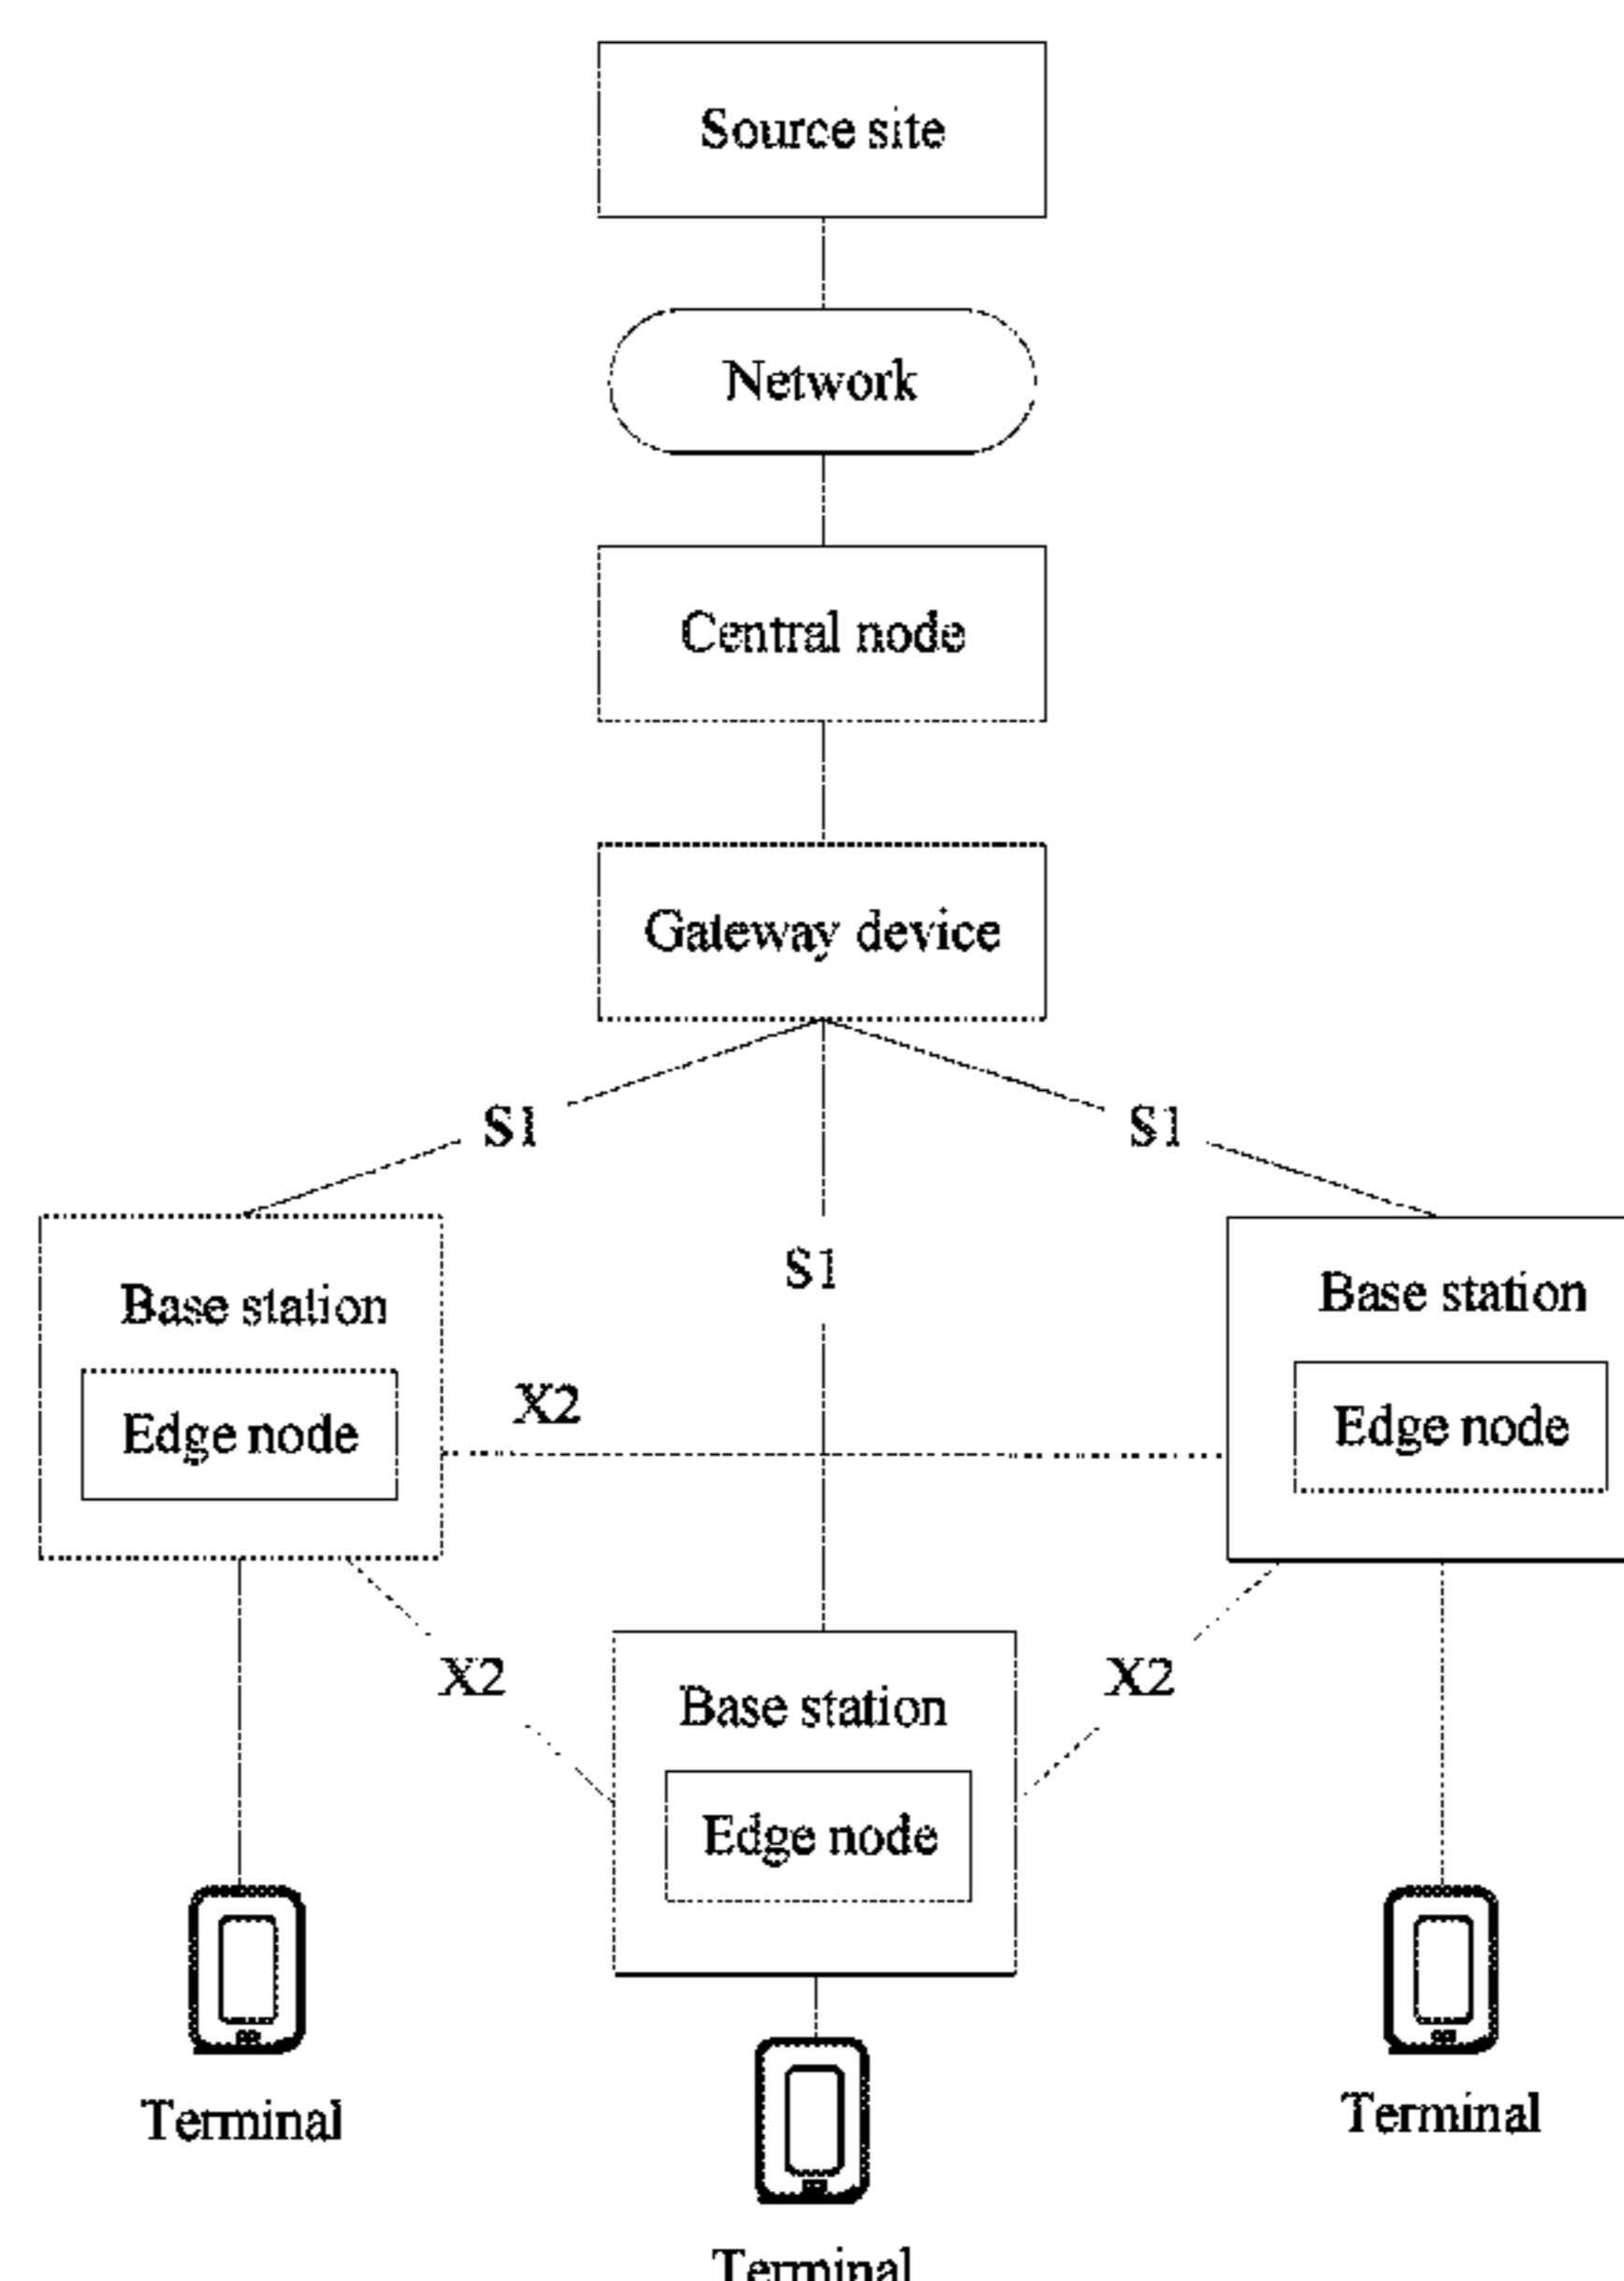 Source site
Network
Central node
Gateway device
S1
S1
S1
Base station
Edge node
Base station
Edge node
X2
X2
X2
Base station
Edge node
Terminal
Terminal
Terminal